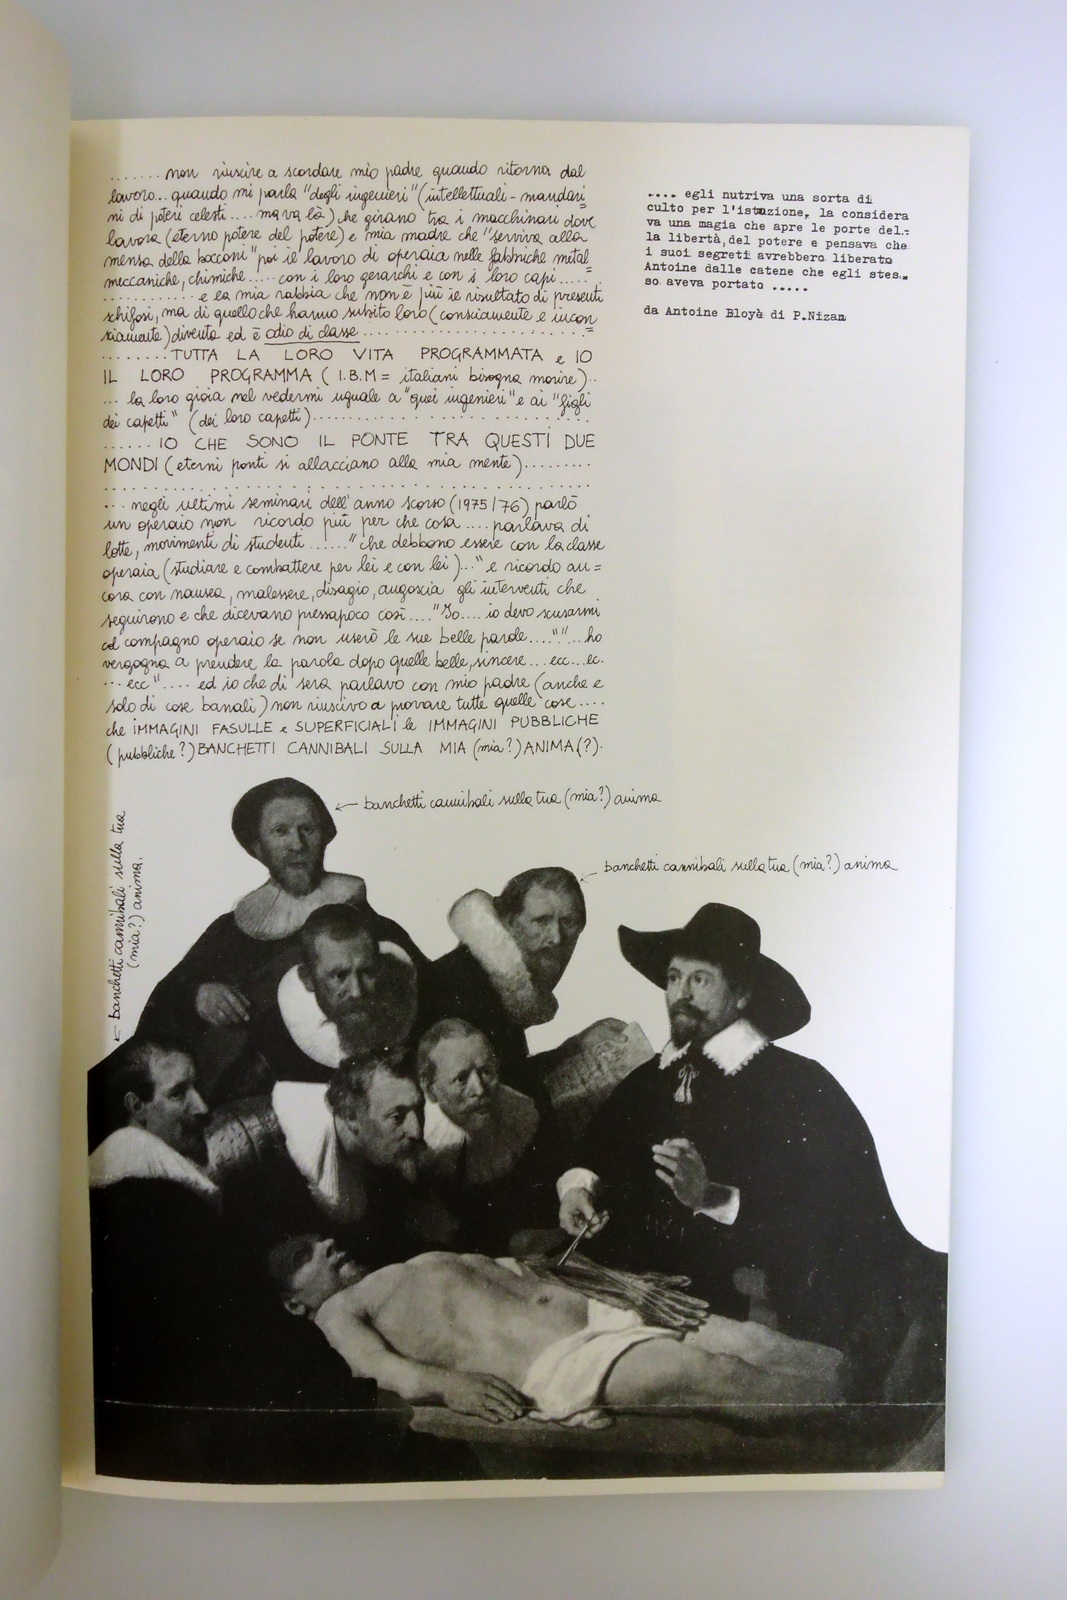 ....... non riuscire a scordare mio padre quando ritorna dal
lavoro... quando mi parla "degli ingenieri" (intellettuali - mandari
ni di poteri celesti .... ma va là) che girano tra i macchinari dove
lavora (eterno potere del potere) e mia madre che "serviva alla
mensa della bocconi" poi il lavoro di operaia nelle fabbriche metal=
meccaniche, chimiche ..... con i loro gerarchi e con i loro capi .....
............. e la mia rabbia che non è più il risultato di presenti
schifosi, ma di quello che hanno subito loro (consciamente e incon=
sciamente) diventa ed è odio di classe ........................
........ TUTTA LA LORO VITA PROGRAMMATA e IO
IL LORO PROGRAMMA ( I.B.M = italiani bisogna morire)..
... la loro gioia nel vedermi uguale a "quei ingenieri" e ai "figli
dei capetti" (dei loro capetti) ..............................
...... IO CHE SONO IL PONTE TRA QUESTI DUE
MONDI (eterni ponti si allacciano alla mia mente).........
............................................................
... negli ultimi seminari dell'anno scorso (1975/76) parlò
un operaio non ricordo più per che cosa .... parlava di
lotte, movimenti di studenti ......" che debbono essere con la classe
operaia (studiare e combattere per lei e con lei)..." e ricordo an=
cora con nausea, malessere, disagio, angoscia gli interventi che
seguirono e che dicevano pressapoco così .... "Io.... io devo scusarmi
col compagno operaio se non userò le sue belle parole ....""... ho
vergogna a prendere la parola dopo quelle belle, sincere ... ecc...ec.
... ecc".... ed io che di sera parlavo con mio padre (anche e
solo di cose banali) non riuscivo a provare tutte quelle cose ....
che IMMAGINI FASULLE e SUPERFICIALI le IMMAGINI PUBBLICHE
( pubbliche ?) BANCHETTI CANNIBALI SULLA MIA (mia?) ANIMA(?).
.... egli nutriva una sorta di
culto per l'istuzione, la considera
va una magia che apre le porte del-
la libertà, del potere e pensava che
i suoi segreti avrebbero liberato
Antoine dalle catene che egli stes-
so aveva portato .....
da Antoine Bloyè di P.Nizan
← banchetti cannibali sulla tua (mia?) anima
← banchetti cannibali sulla tua (mia?) anima
← banchetti cannibali sulla tua
(mia?) anima.